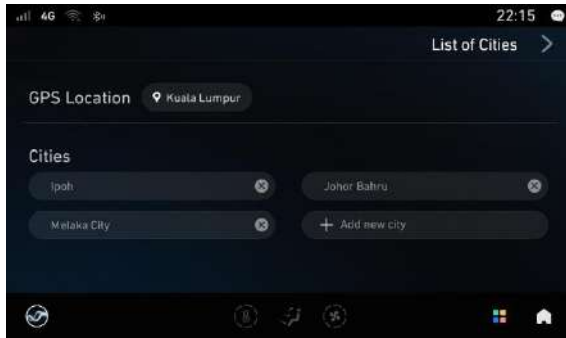 4G 22:15
List of Cities
GPS Location Kuala Lumpur
Cities
Ipoh Johor Bahru
Melaka City + Add new city